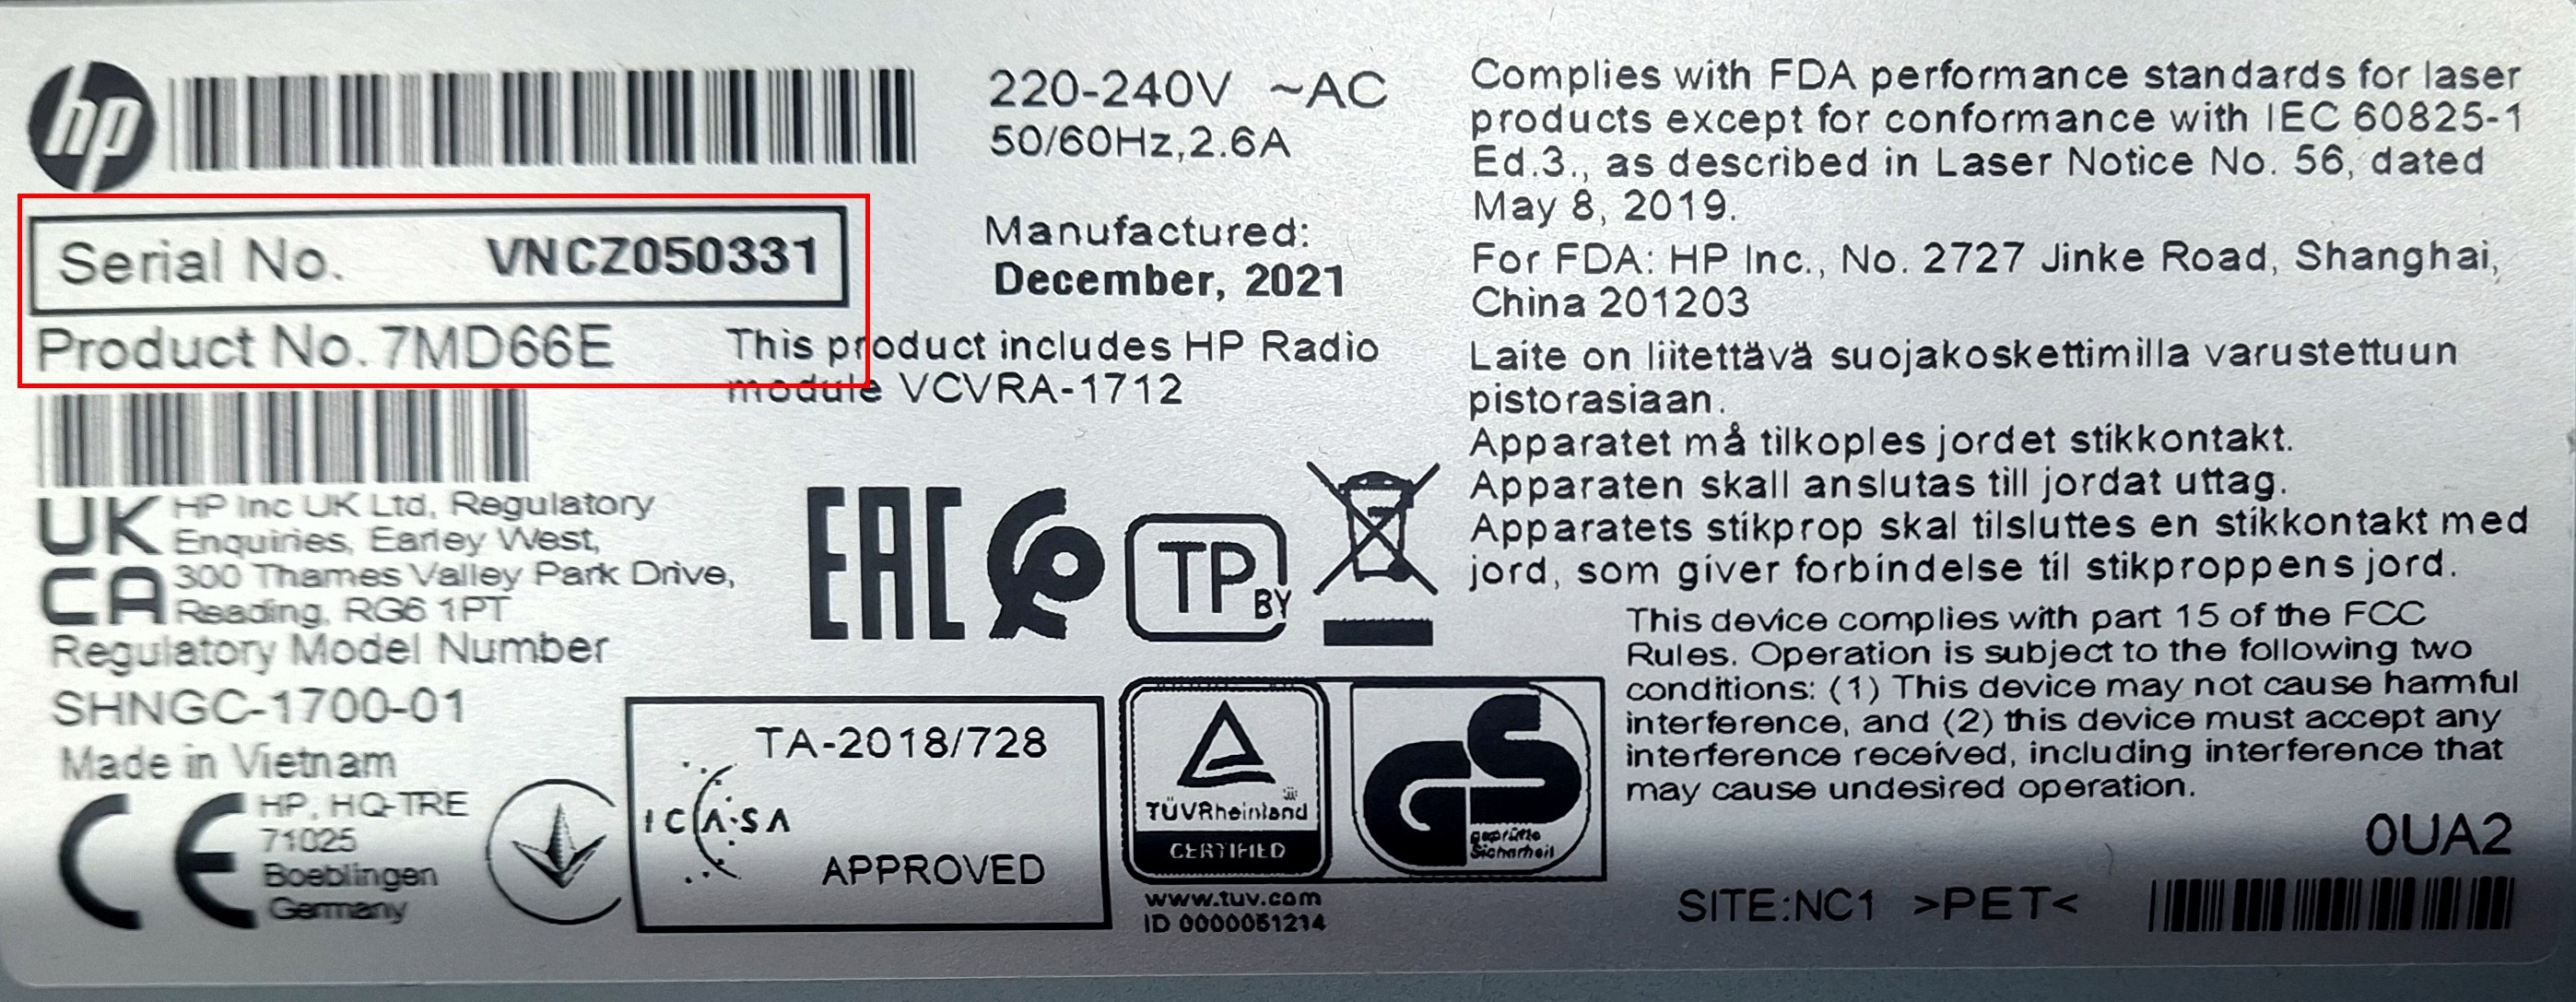 hp
220-240V ~AC
50/60Hz,2.6A
Serial No. VNCZ050331
Product No. 7MD66E
Manufactured:
December, 2021
This product includes HP Radio
module VCVRA-1712
UK
CA
HP Inc UK Ltd, Regulatory
Enquiries, Earley West,
300 Thames Valley Park Drive,
Reading, RG6 1PT
Regulatory Model Number
SHNGC-1700-01
Made in Vietnam
CE
HP, HQ-TRE
71025
Boeblingen
Germany
EAC
TP
BY
TA-2018/728
ICASA
APPROVED
TÜVRheinland
CERTIFIED
www.tuv.com
ID 0000051214
GS
geprüfte
Sicherheit
Complies with FDA performance standards for laser
products except for conformance with IEC 60825-1
Ed.3., as described in Laser Notice No. 56, dated
May 8, 2019.
For FDA: HP Inc., No. 2727 Jinke Road, Shanghai,
China 201203
Laite on liitettävä suojakoskettimilla varustettuun
pistorasiaan.
Apparatet må tilkoples jordet stikkontakt.
Apparaten skall anslutas till jordat uttag.
Apparatets stikprop skal tilsluttes en stikkontakt med
jord, som giver forbindelse til stikproppens jord.
This device complies with part 15 of the FCC
Rules. Operation is subject to the following two
conditions: (1) This device may not cause harmful
interference, and (2) this device must accept any
interference received, including interference that
may cause undesired operation.
0UA2
SITE:NC1 >PET<